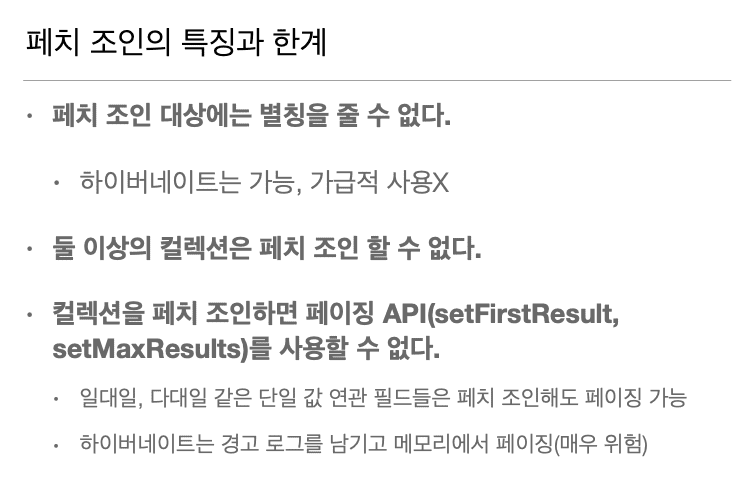 페치 조인의 특징과 한계
• 페치 조인 대상에는 별칭을 줄 수 없다.
• 하이버네이트는 가능, 가급적 사용X
• 둘 이상의 컬렉션은 페치 조인 할 수 없다.
• 컬렉션을 페치 조인하면 페이징 API(setFirstResult,
setMaxResults)를 사용할 수 없다.
• 일대일, 다대일 같은 단일 값 연관 필드들은 페치 조인해도 페이징 가능
• 하이버네이트는 경고 로그를 남기고 메모리에서 페이징(매우 위험)